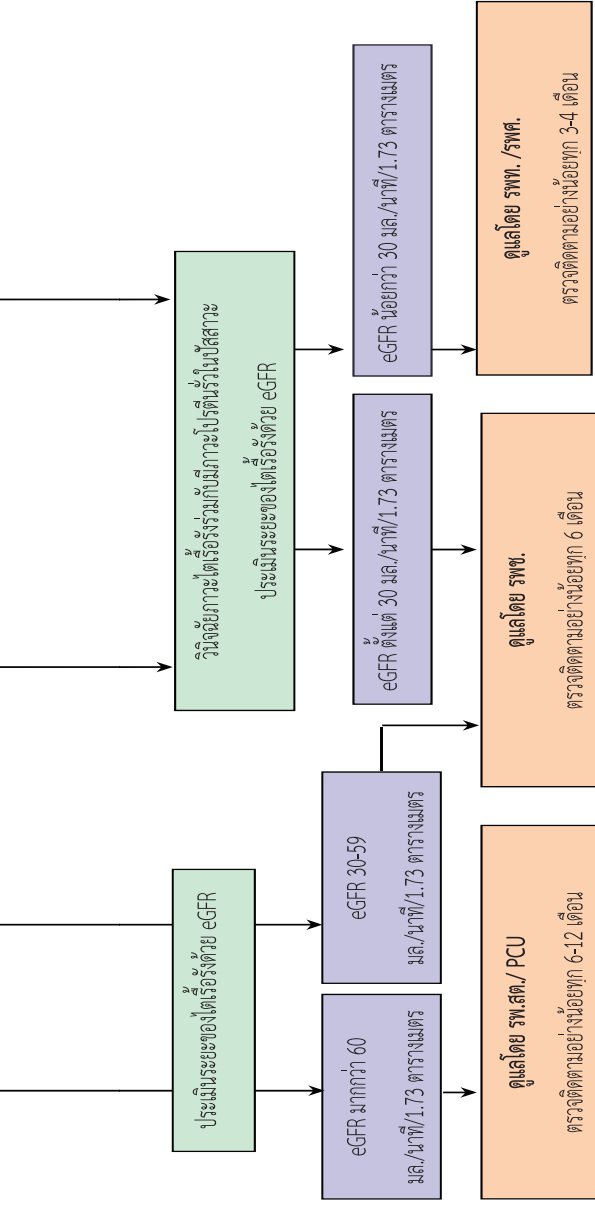 ประเมินระยะของไตเรื้อรังด้วย eGFR
วินิจฉัยภาวะไตเรื้อรังร่วมกับมีภาวะโปรตีนรั่วในปัสสาวะ
ประเมินระยะของไตเรื้อรังด้วย eGFR
eGFR มากกว่า 60
มล./นาที/1.73 ตารางเมตร
eGFR 30-59
มล./นาที/1.73 ตารางเมตร
eGFR ตั้งแต่ 30 มล./นาที/1.73 ตารางเมตร
eGFR น้อยกว่า 30 มล./นาที/1.73 ตารางเมตร
ดูแลโดย รพ.สต./ PCU
ตรวจติดตามอย่างน้อยทุก 6-12 เดือน
ดูแลโดย รพช.
ตรวจติดตามอย่างน้อยทุก 6 เดือน
ดูแลโดย รพท. /รพศ.
ตรวจติดตามอย่างน้อยทุก 3-4 เดือน